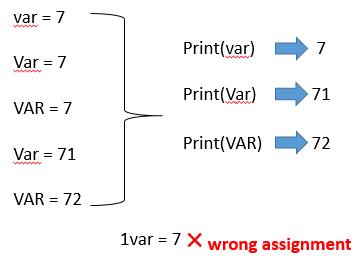 var = 7
Var = 7
VAR = 7
Var = 71
VAR = 72
Print(var) 7
Print(Var) 71
Print(VAR) 72
1var = 7 ✕ wrong assignment